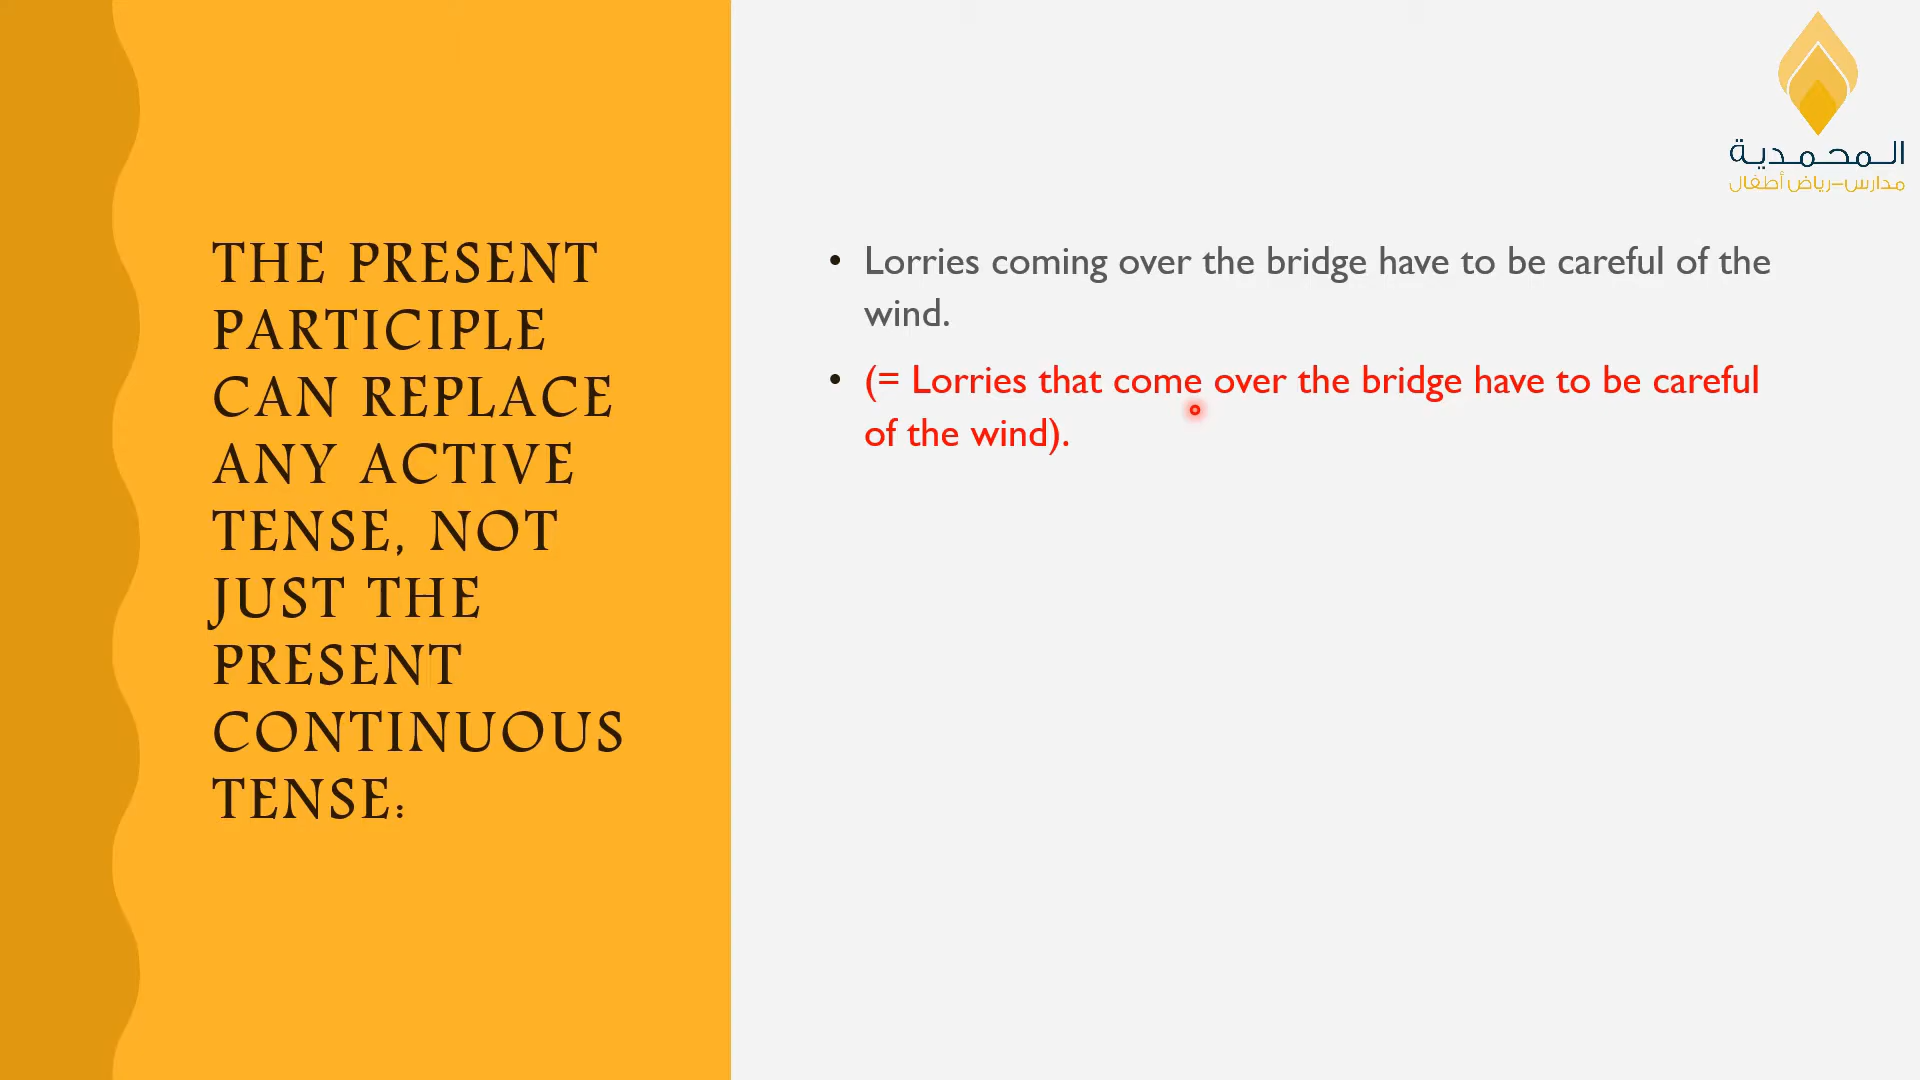 المحمدية
مدارس-رياض أطفال
THE PRESENT
PARTICIPLE
CAN REPLACE
ANY ACTIVE
TENSE, NOT
JUST THE
PRESENT
CONTINUOUS
TENSE:
• Lorries coming over the bridge have to be careful of the
wind.
• (= Lorries that come over the bridge have to be careful
of the wind).